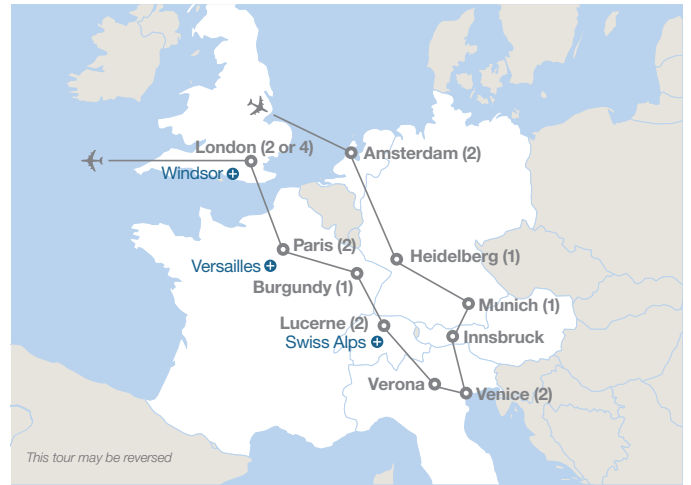 London (2 or 4)
Amsterdam (2)
Windsor
Paris (2)
Heidelberg (1)
Versailles
Burgundy (1)
Munich (1)
Lucerne (2)
Innsbruck
Swiss Alps
Verona
Venice (2)
This tour may be reversed